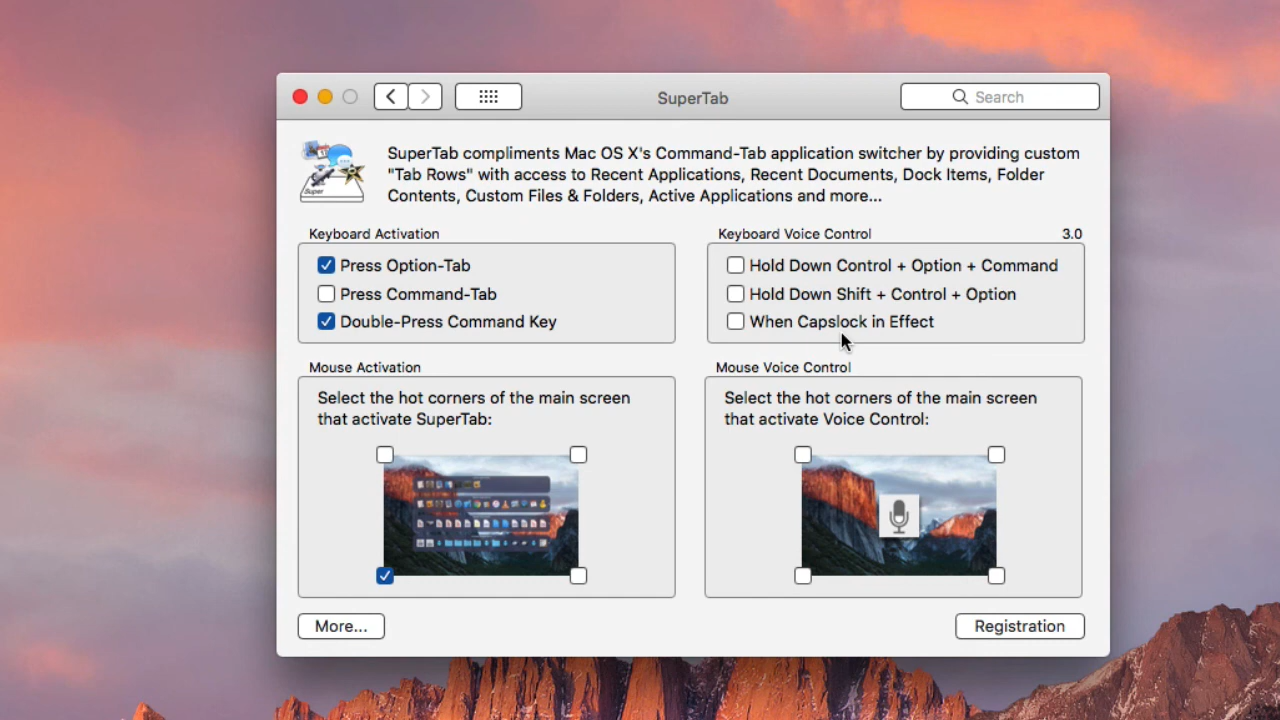 SuperTab
Search
SuperTab compliments Mac OS X's Command-Tab application switcher by providing custom
"Tab Rows" with access to Recent Applications, Recent Documents, Dock Items, Folder
Contents, Custom Files & Folders, Active Applications and more...
Super
Keyboard Activation
Press Option-Tab
Press Command-Tab
Double-Press Command Key
Keyboard Voice Control 3.0
Hold Down Control + Option + Command
Hold Down Shift + Control + Option
When Capslock in Effect
Mouse Activation
Select the hot corners of the main screen
that activate SuperTab:
Mouse Voice Control
Select the hot corners of the main screen
that activate Voice Control:
More...
Registration